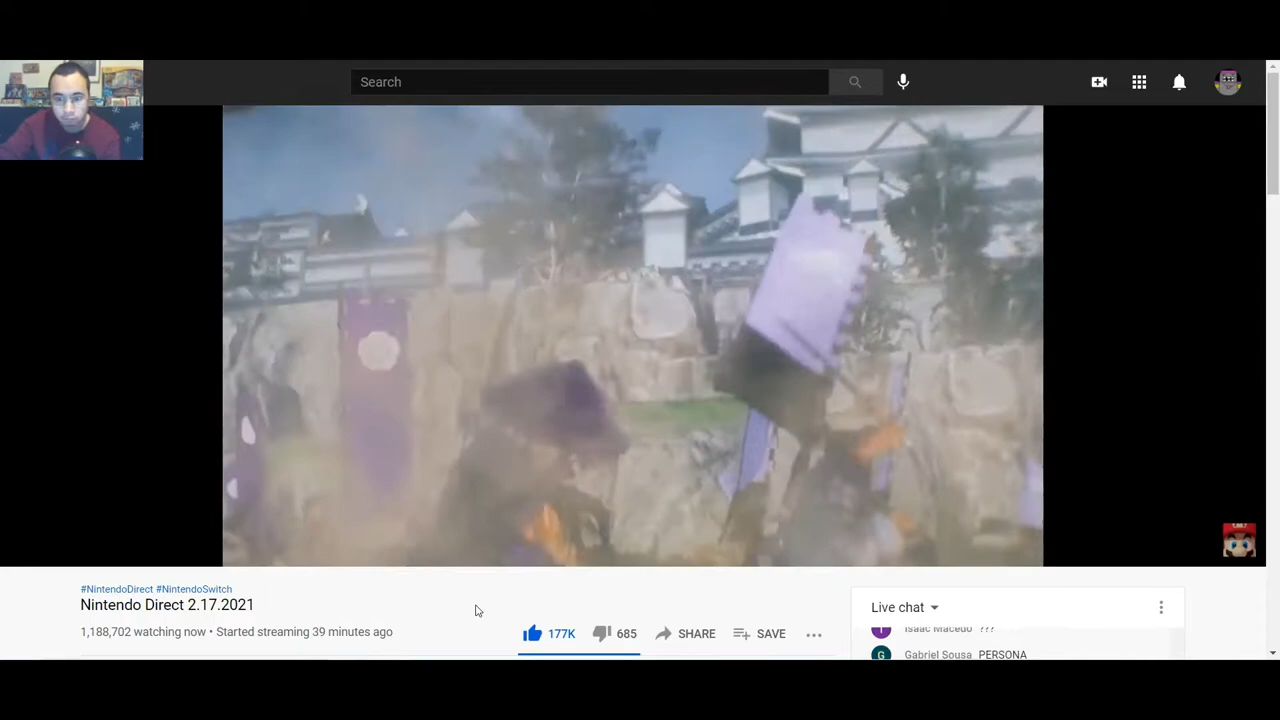 Search
#NintendoDirect #NintendoSwitch
Nintendo Direct 2.17.2021
1,188,702 watching now • Started streaming 39 minutes ago
177K
685
SHARE
SAVE
Live chat
Isaac Macedo ???
G
Gabriel Sousa PERSONA